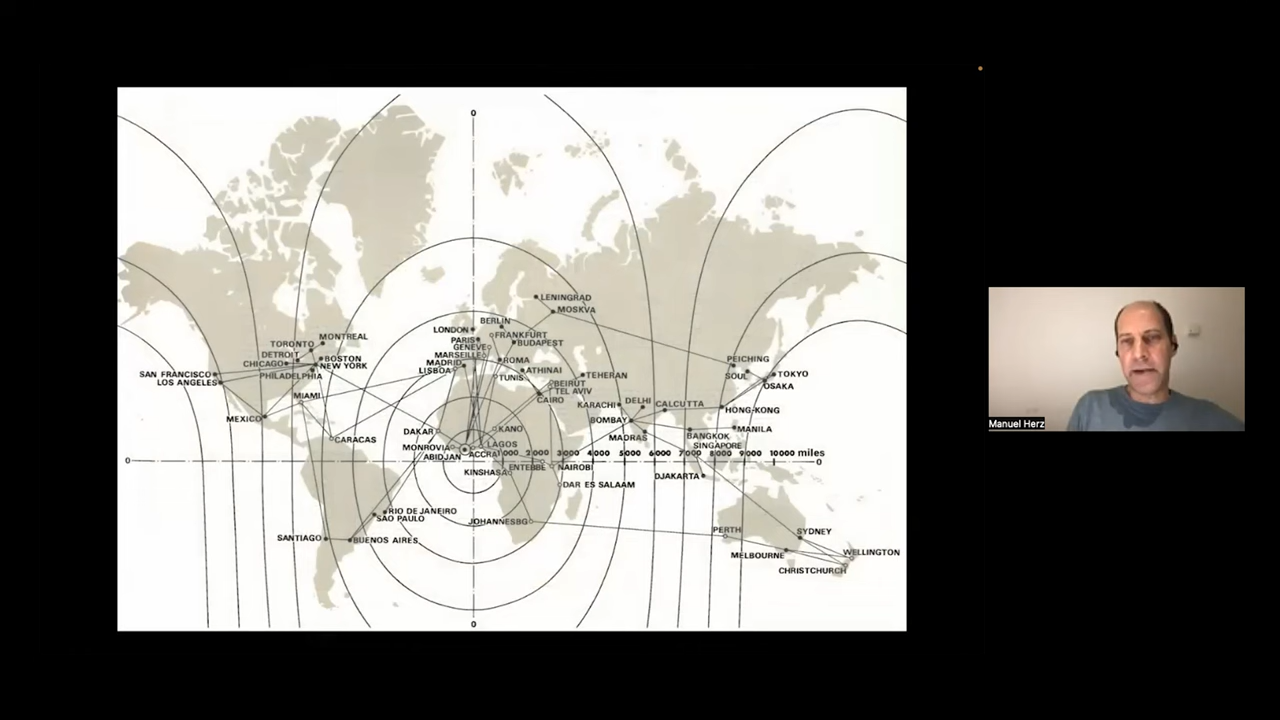 0
LENINGRAD
MOSKVA
BERLIN
LONDON
FRANKFURT
PARIS
BUDAPEST
GENEVE
MARSEILLE
MADRID
ROMA
LISBOA
TUNIS
ATHINAI
TEHERAN
BEIRUT
TEL AVIV
CAIRO
MONTREAL
TORONTO
DETROIT
BOSTON
CHICAGO
NEW YORK
SAN FRANCISCO
PHILADELPHIA
LOS ANGELES
MIAMI
MEXICO
CARACAS
PEICHING
SOUL
TOKYO
OSAKA
KARACHI
DELHI
CALCUTTA
HONG-KONG
BOMBAY
MADRAS
BANGKOK
MANILA
SINGAPORE
DAKAR
KANO
MONROVIA
LAGOS
ABIDJAN
ACCRA
1000 2000 3000 4000 5000 6000 7000 8000 9000 10000 miles
0
0
KINSHASA
ENTEBBE
NAIROBI
DJAKARTA
DAR ES SALAAM
RIO DE JANEIRO
SAO PAULO
JOHANNESBG
SANTIAGO
BUENOS AIRES
PERTH
SYDNEY
MELBOURNE
WELLINGTON
CHRISTCHURCH
0
Manuel Herz